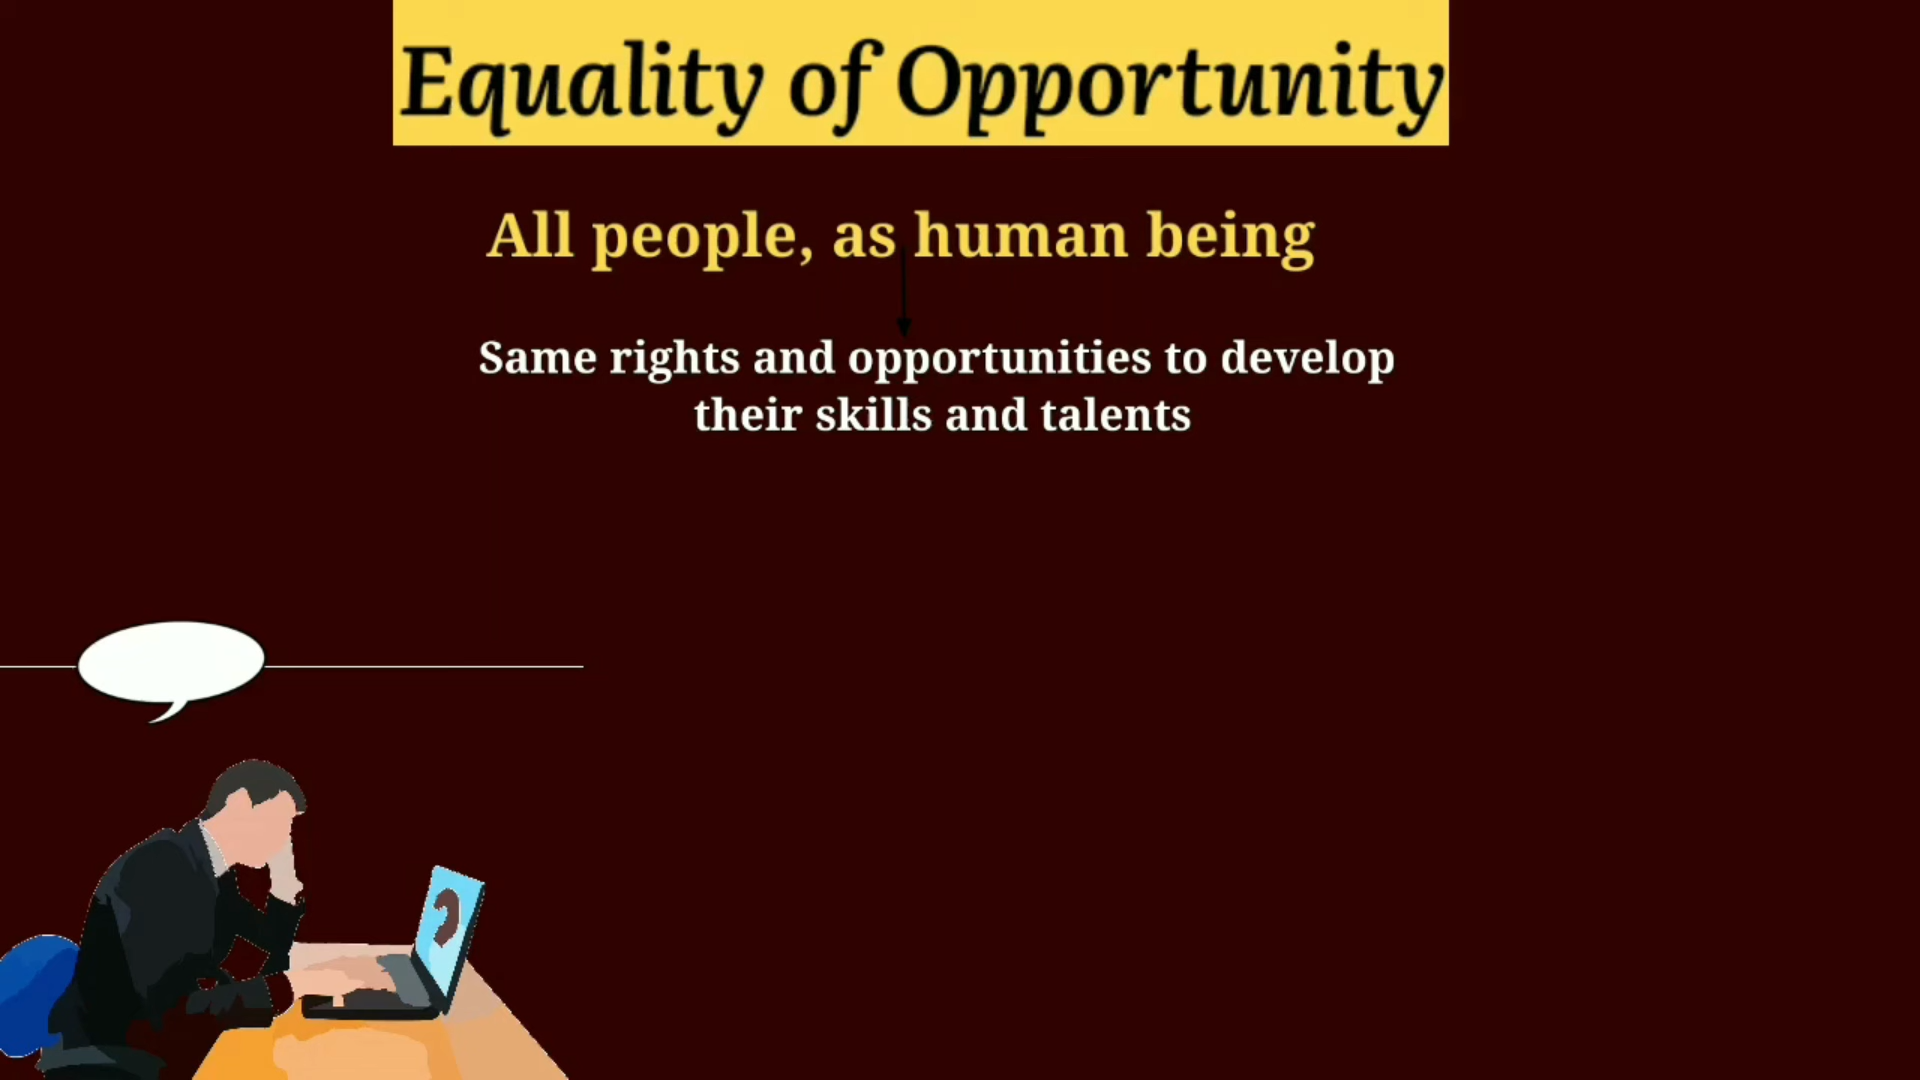 Equality of Opportunity
All people, as human being
Same rights and opportunities to develop
their skills and talents
?